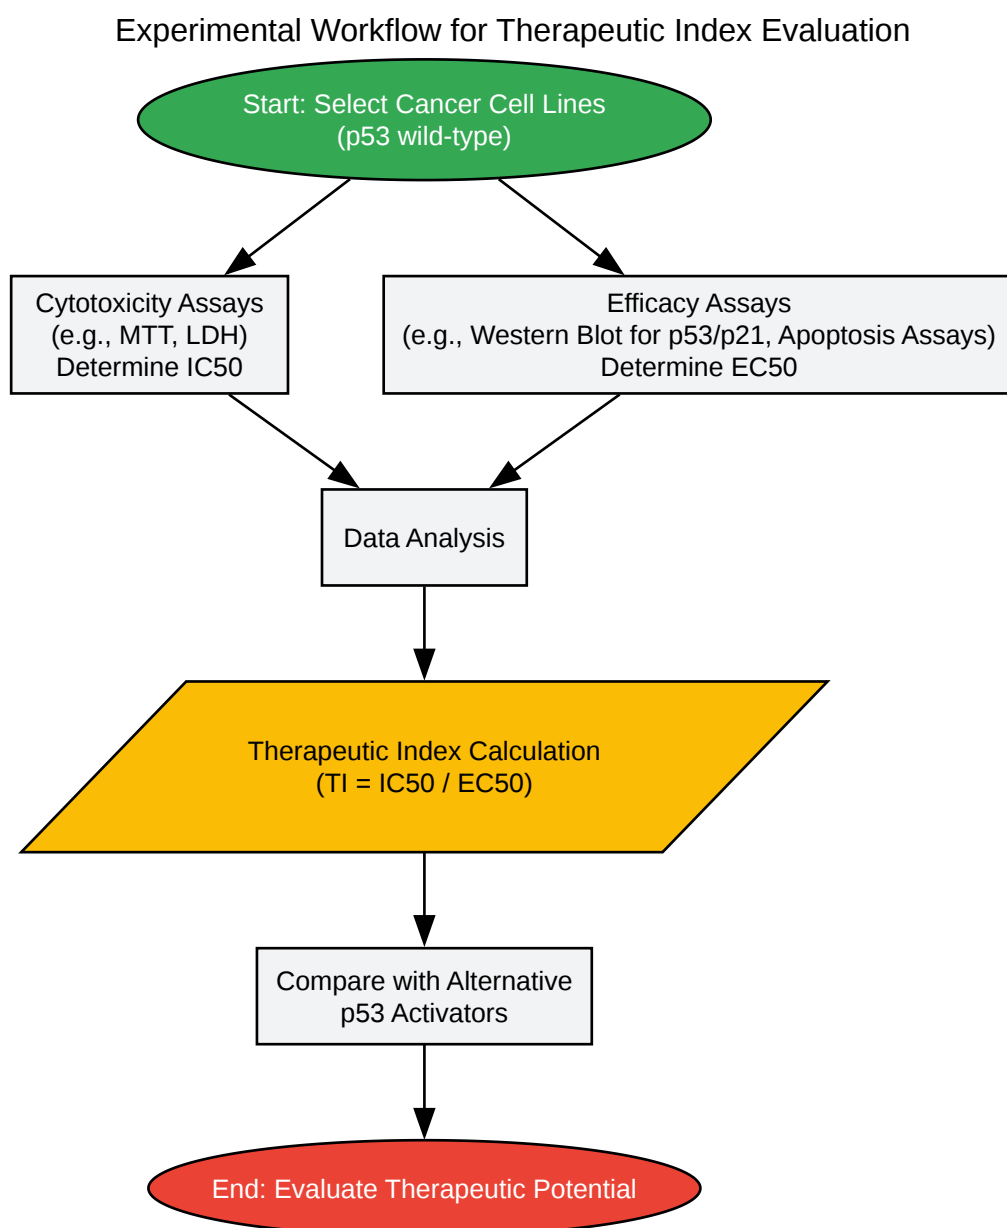 Experimental Workflow for Therapeutic Index Evaluation
Start: Select Cancer Cell Lines
(p53 wild-type)
Cytotoxicity Assays
(e.g., MTT, LDH)
Determine IC50
Efficacy Assays
(e.g., Western Blot for p53/p21, Apoptosis Assays)
Determine EC50
Data Analysis
Therapeutic Index Calculation
(TI = IC50 / EC50)
Compare with Alternative
p53 Activators
End: Evaluate Therapeutic Potential